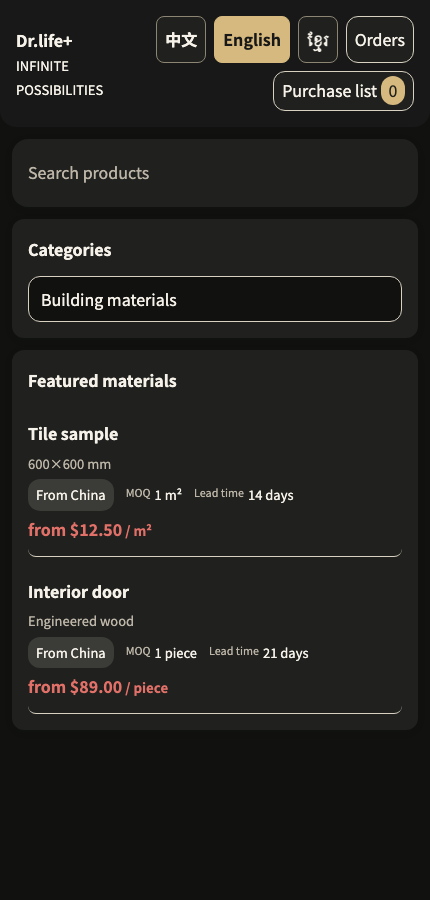 Dr.life+
INFINITE
POSSIBILITIES
中文
English
ខ្មែរ
Orders
Purchase list 0
Search products
Categories
Building materials
Featured materials
Tile sample
600×600 mm
From China MOQ 1 m² Lead time 14 days
from $12.50 / m²
Interior door
Engineered wood
From China MOQ 1 piece Lead time 21 days
from $89.00 / piece